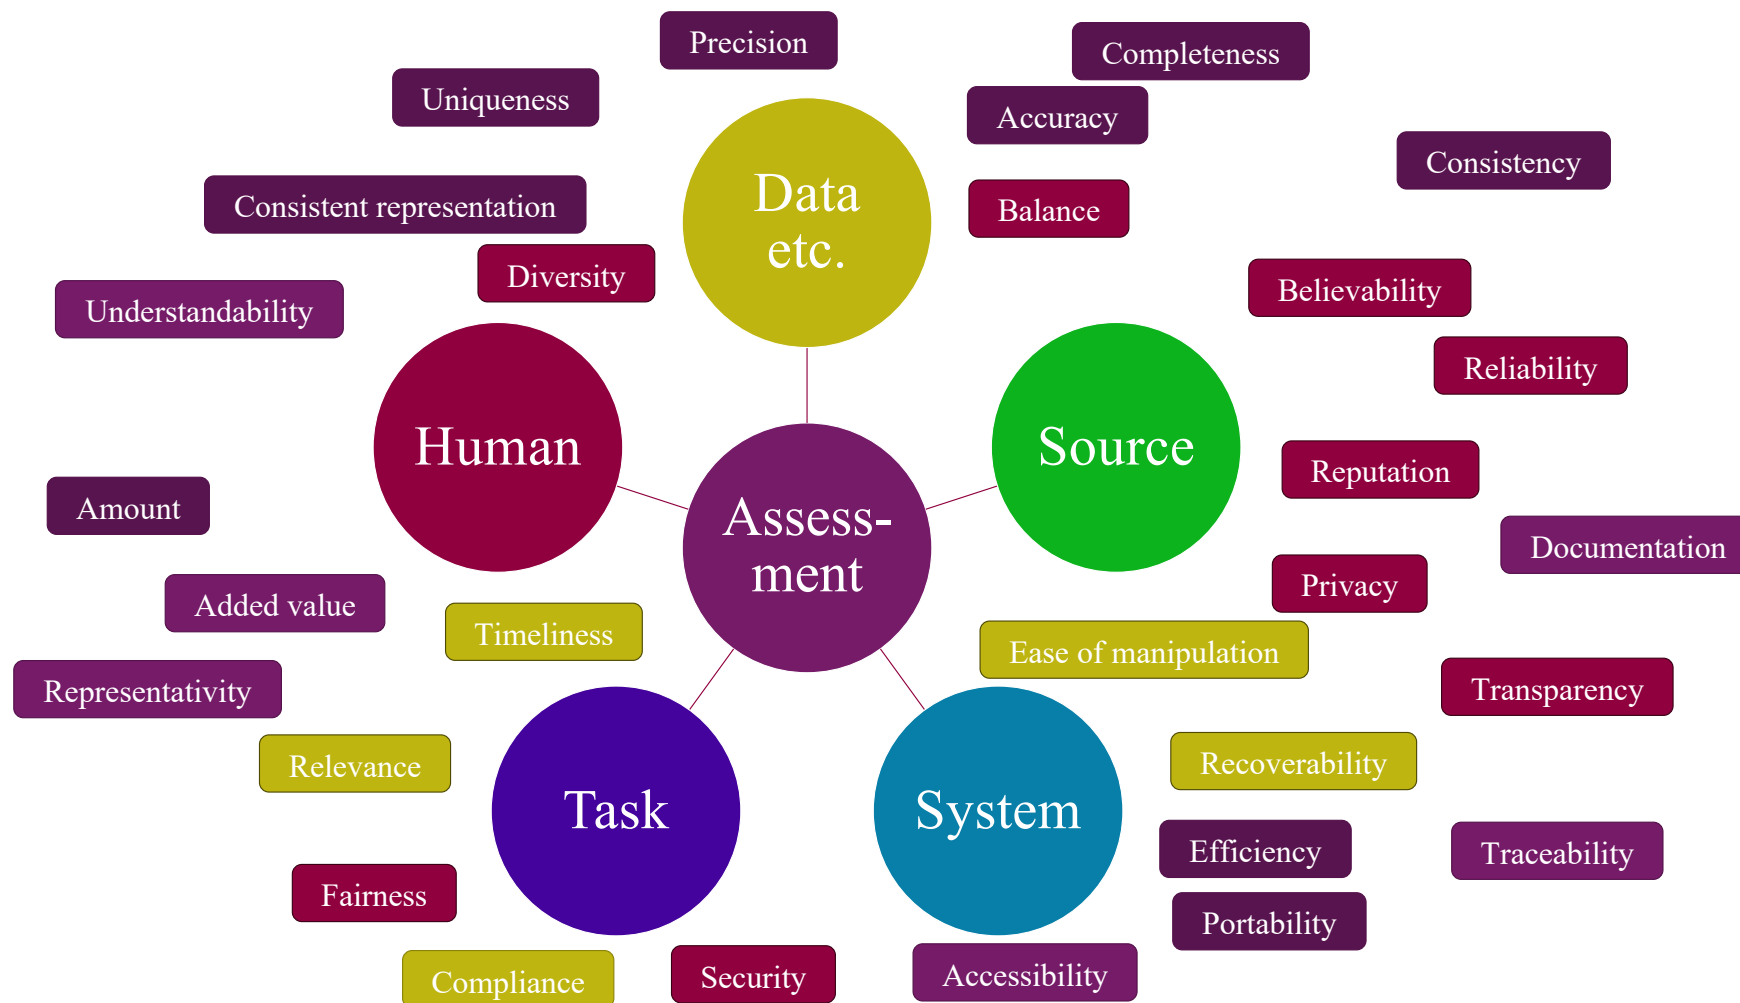 Precision
Completeness
Uniqueness
Accuracy
Consistency
Data
etc.
Consistent representation
Balance
Diversity
Believability
Understandability
Reliability
Human
Source
Reputation
Amount
Assess-
ment
Documentation
Privacy
Added value
Timeliness
Ease of manipulation
Representativity
Transparency
Relevance
Recoverability
Task
System
Efficiency
Traceability
Fairness
Portability
Compliance
Security
Accessibility